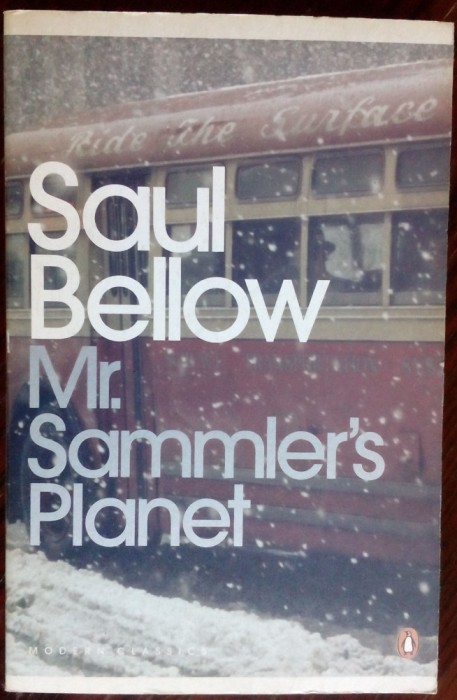 Ride The Surface
Saul
Bellow
Mr.
Sammler's
Planet
MODERN CLASSICS